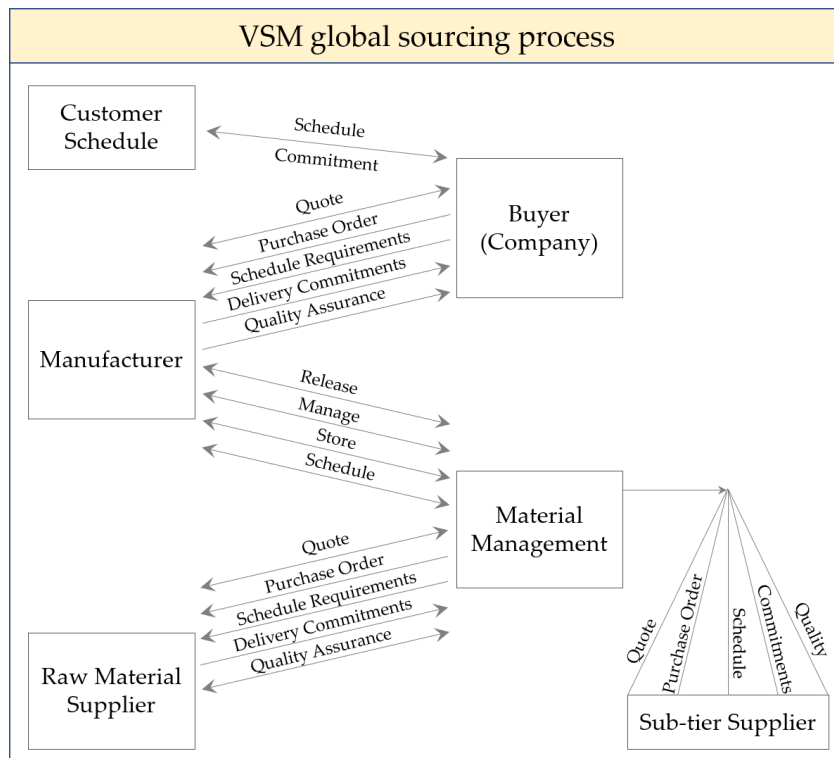 VSM global sourcing process
Customer
Schedule
Schedule
Commitment
Buyer
(Company)
Quote
Purchase Order
Schedule Requirements
Delivery Commitments
Quality Assurance
Manufacturer
Release
Manage
Store
Schedule
Material
Management
Quote
Purchase Order
Schedule Requirements
Delivery Commitments
Quality Assurance
Raw Material
Supplier
Quote
Purchase Order
Schedule
Commitments
Quality
Sub-tier Supplier